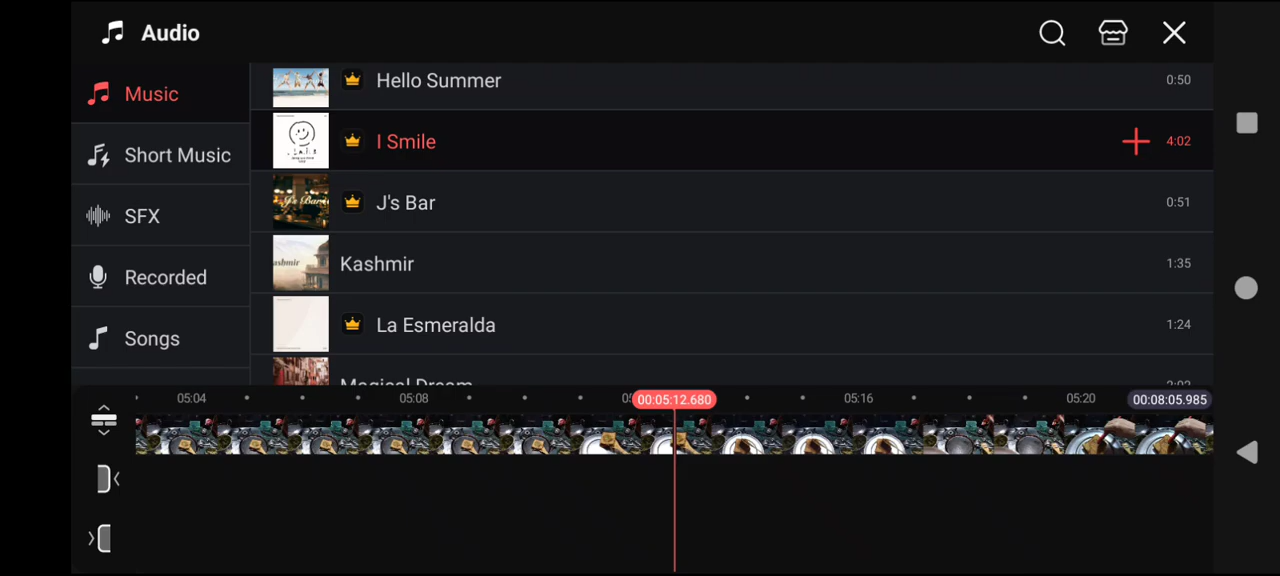 Audio
Music
Short Music
SFX
Recorded
Songs
Hello Summer 0:50
I Smile 4:02
J's Bar 0:51
Kashmir 1:35
La Esmeralda 1:24
Magical Dream
05:04 05:08 00:05:12.680 05:16 05:20 00:08:05.985